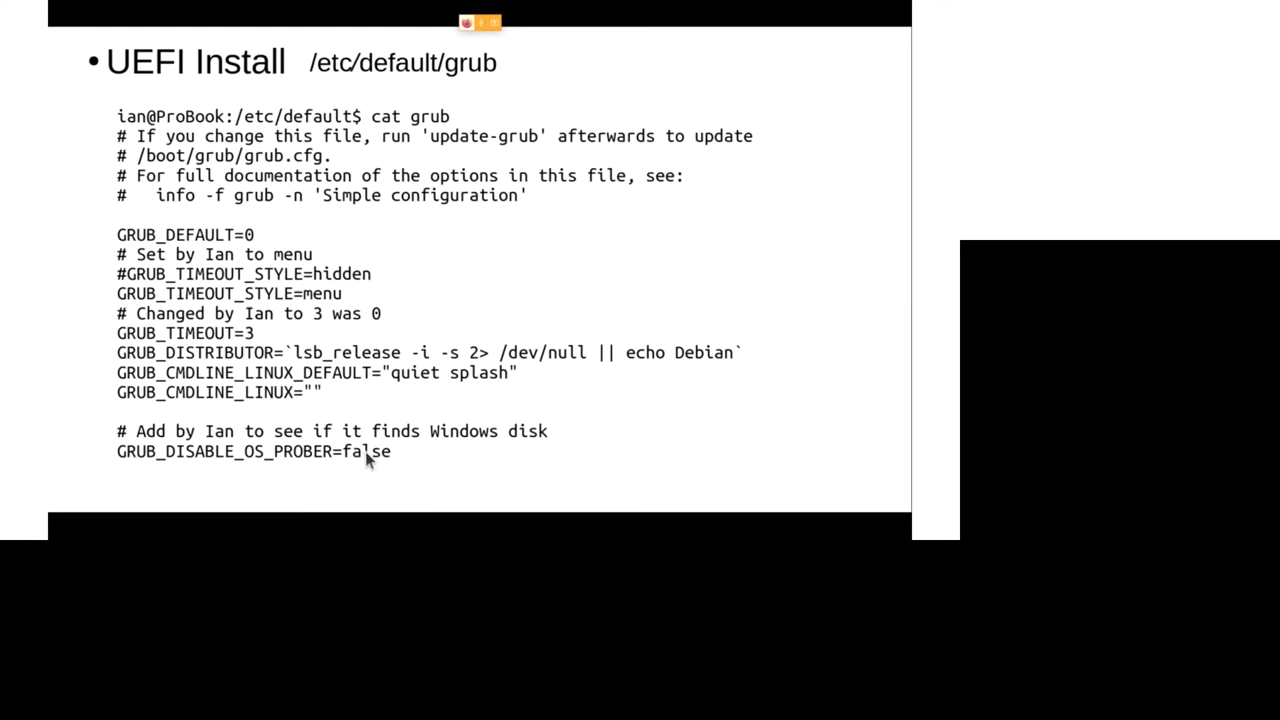 • UEFI Install /etc/default/grub
ian@ProBook:/etc/default$ cat grub
# If you change this file, run 'update-grub' afterwards to update
# /boot/grub/grub.cfg.
# For full documentation of the options in this file, see:
#   info -f grub -n 'Simple configuration'
GRUB_DEFAULT=0
# Set by Ian to menu
#GRUB_TIMEOUT_STYLE=hidden
GRUB_TIMEOUT_STYLE=menu
# Changed by Ian to 3 was 0
GRUB_TIMEOUT=3
GRUB_DISTRIBUTOR=`lsb_release -i -s 2> /dev/null || echo Debian`
GRUB_CMDLINE_LINUX_DEFAULT="quiet splash"
GRUB_CMDLINE_LINUX=""
# Add by Ian to see if it finds Windows disk
GRUB_DISABLE_OS_PROBER=false